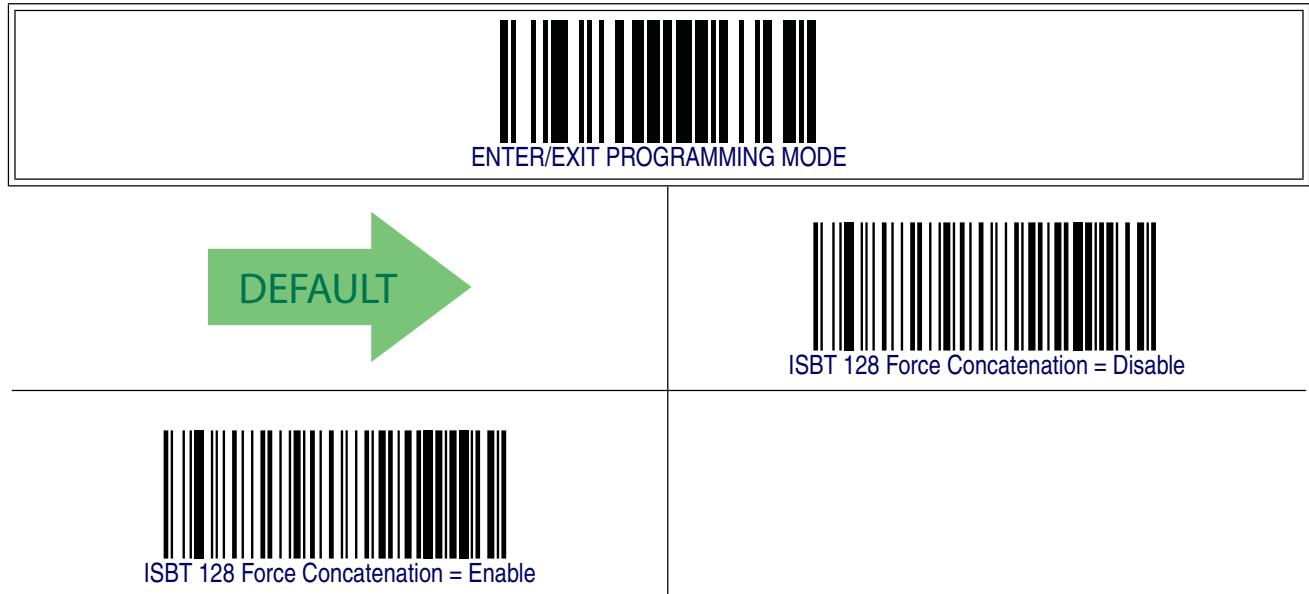 ENTER/EXIT PROGRAMMING MODE
DEFAULT
ISBT 128 Force Concatenation = Disable
ISBT 128 Force Concatenation = Enable